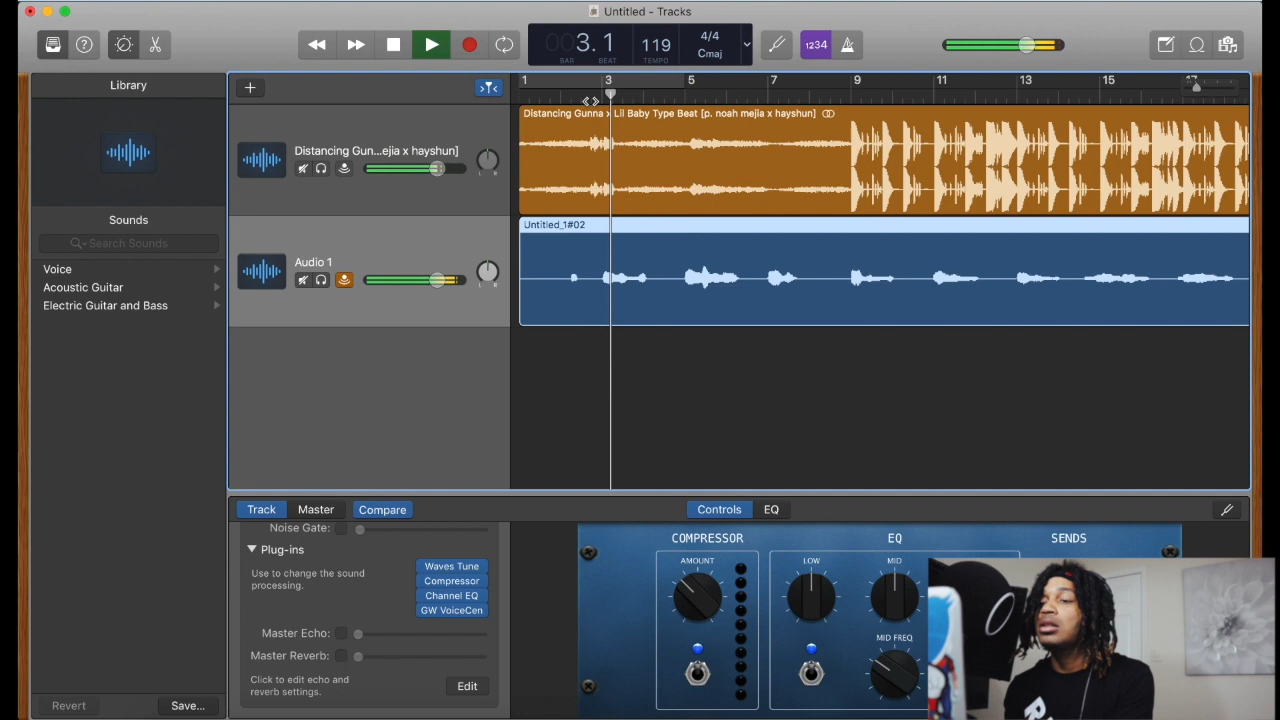 Untitled - Tracks
003. 1
BAR
BEAT
119
TEMPO
4/4
Cmaj
1234
Library
Sounds
Search Sounds
Voice
Acoustic Guitar
Electric Guitar and Bass
Revert
Save...
1 3 5 7 9 11 13 15 17
Distancing Gun...ejia x hayshun]
L R
Audio 1
L R
Distancing Gunna x Lil Baby Type Beat [p. noah mejia x hayshun]
Untitled_1#02
Track
Master
Compare
Controls
EQ
Noise Gate:
Plug-ins
Use to change the sound
processing.
Waves Tune
Compressor
Channel EQ
GW VoiceCen
Master Echo:
Master Reverb:
Click to edit echo and
reverb settings.
Edit
COMPRESSOR
AMOUNT
EQ
LOW
MID
MID FREQ
SENDS